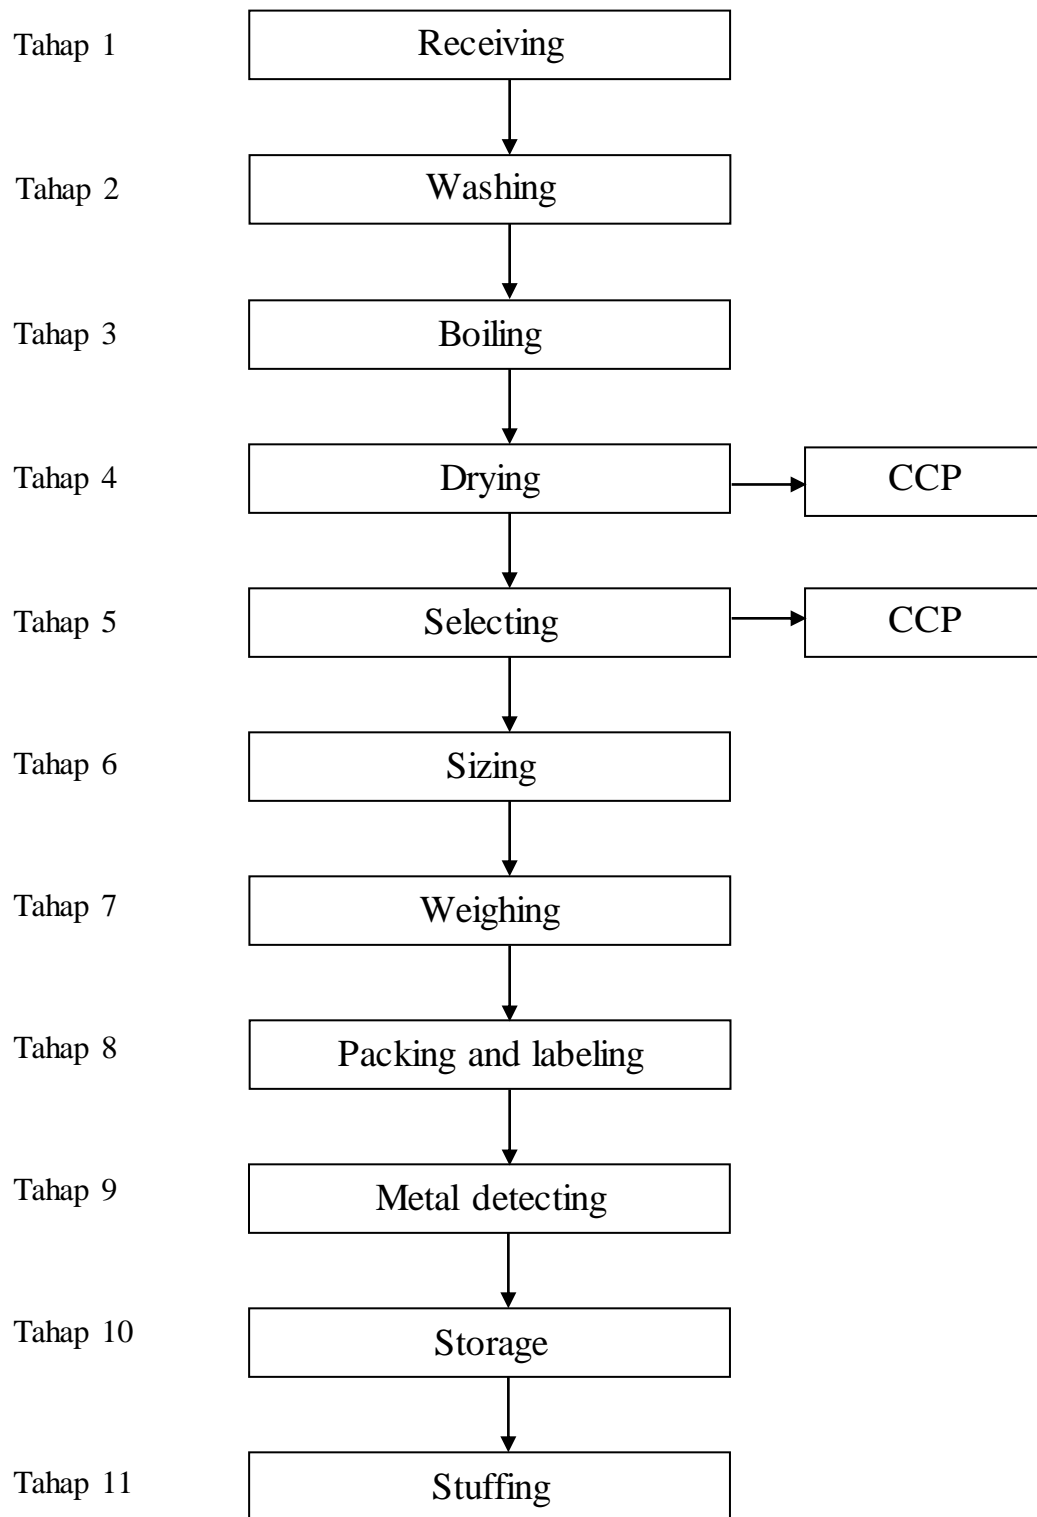 Tahap 1
Receiving
Tahap 2
Washing
Tahap 3
Boiling
Tahap 4
Drying
CCP
Tahap 5
Selecting
CCP
Tahap 6
Sizing
Tahap 7
Weighing
Tahap 8
Packing and labeling
Tahap 9
Metal detecting
Tahap 10
Storage
Tahap 11
Stuffing